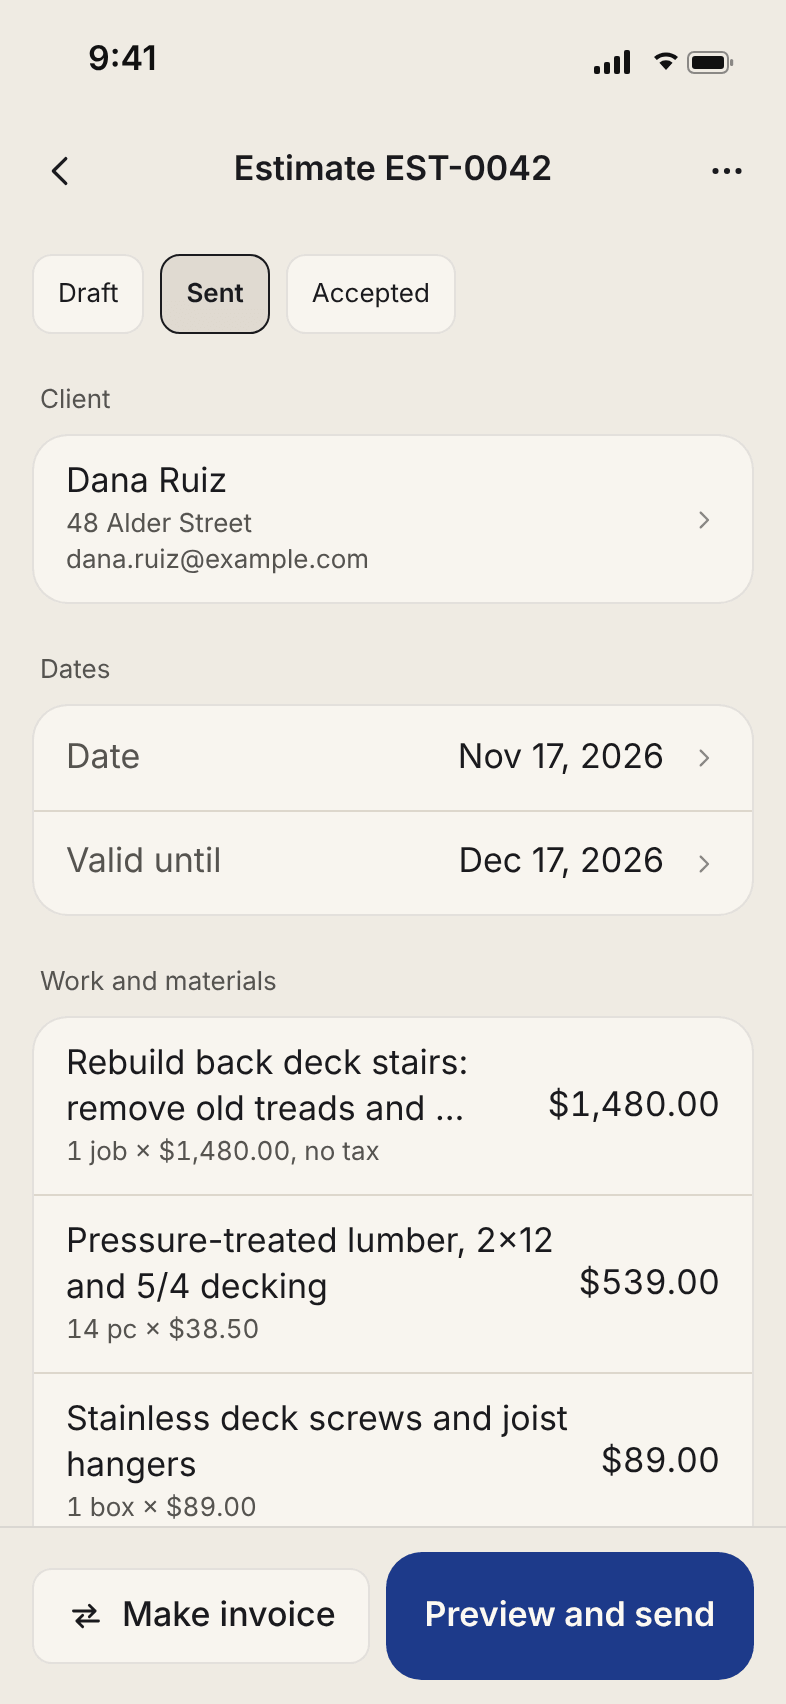 9:41
Estimate EST-0042
Draft
Sent
Accepted
Client
Dana Ruiz
48 Alder Street
dana.ruiz@example.com
Dates
Date
Nov 17, 2026
Valid until
Dec 17, 2026
Work and materials
Rebuild back deck stairs:
remove old treads and ...
$1,480.00
1 job × $1,480.00, no tax
Pressure-treated lumber, 2×12
and 5/4 decking
$539.00
14 pc × $38.50
Stainless deck screws and joist
hangers
$89.00
1 box × $89.00
Make invoice
Preview and send